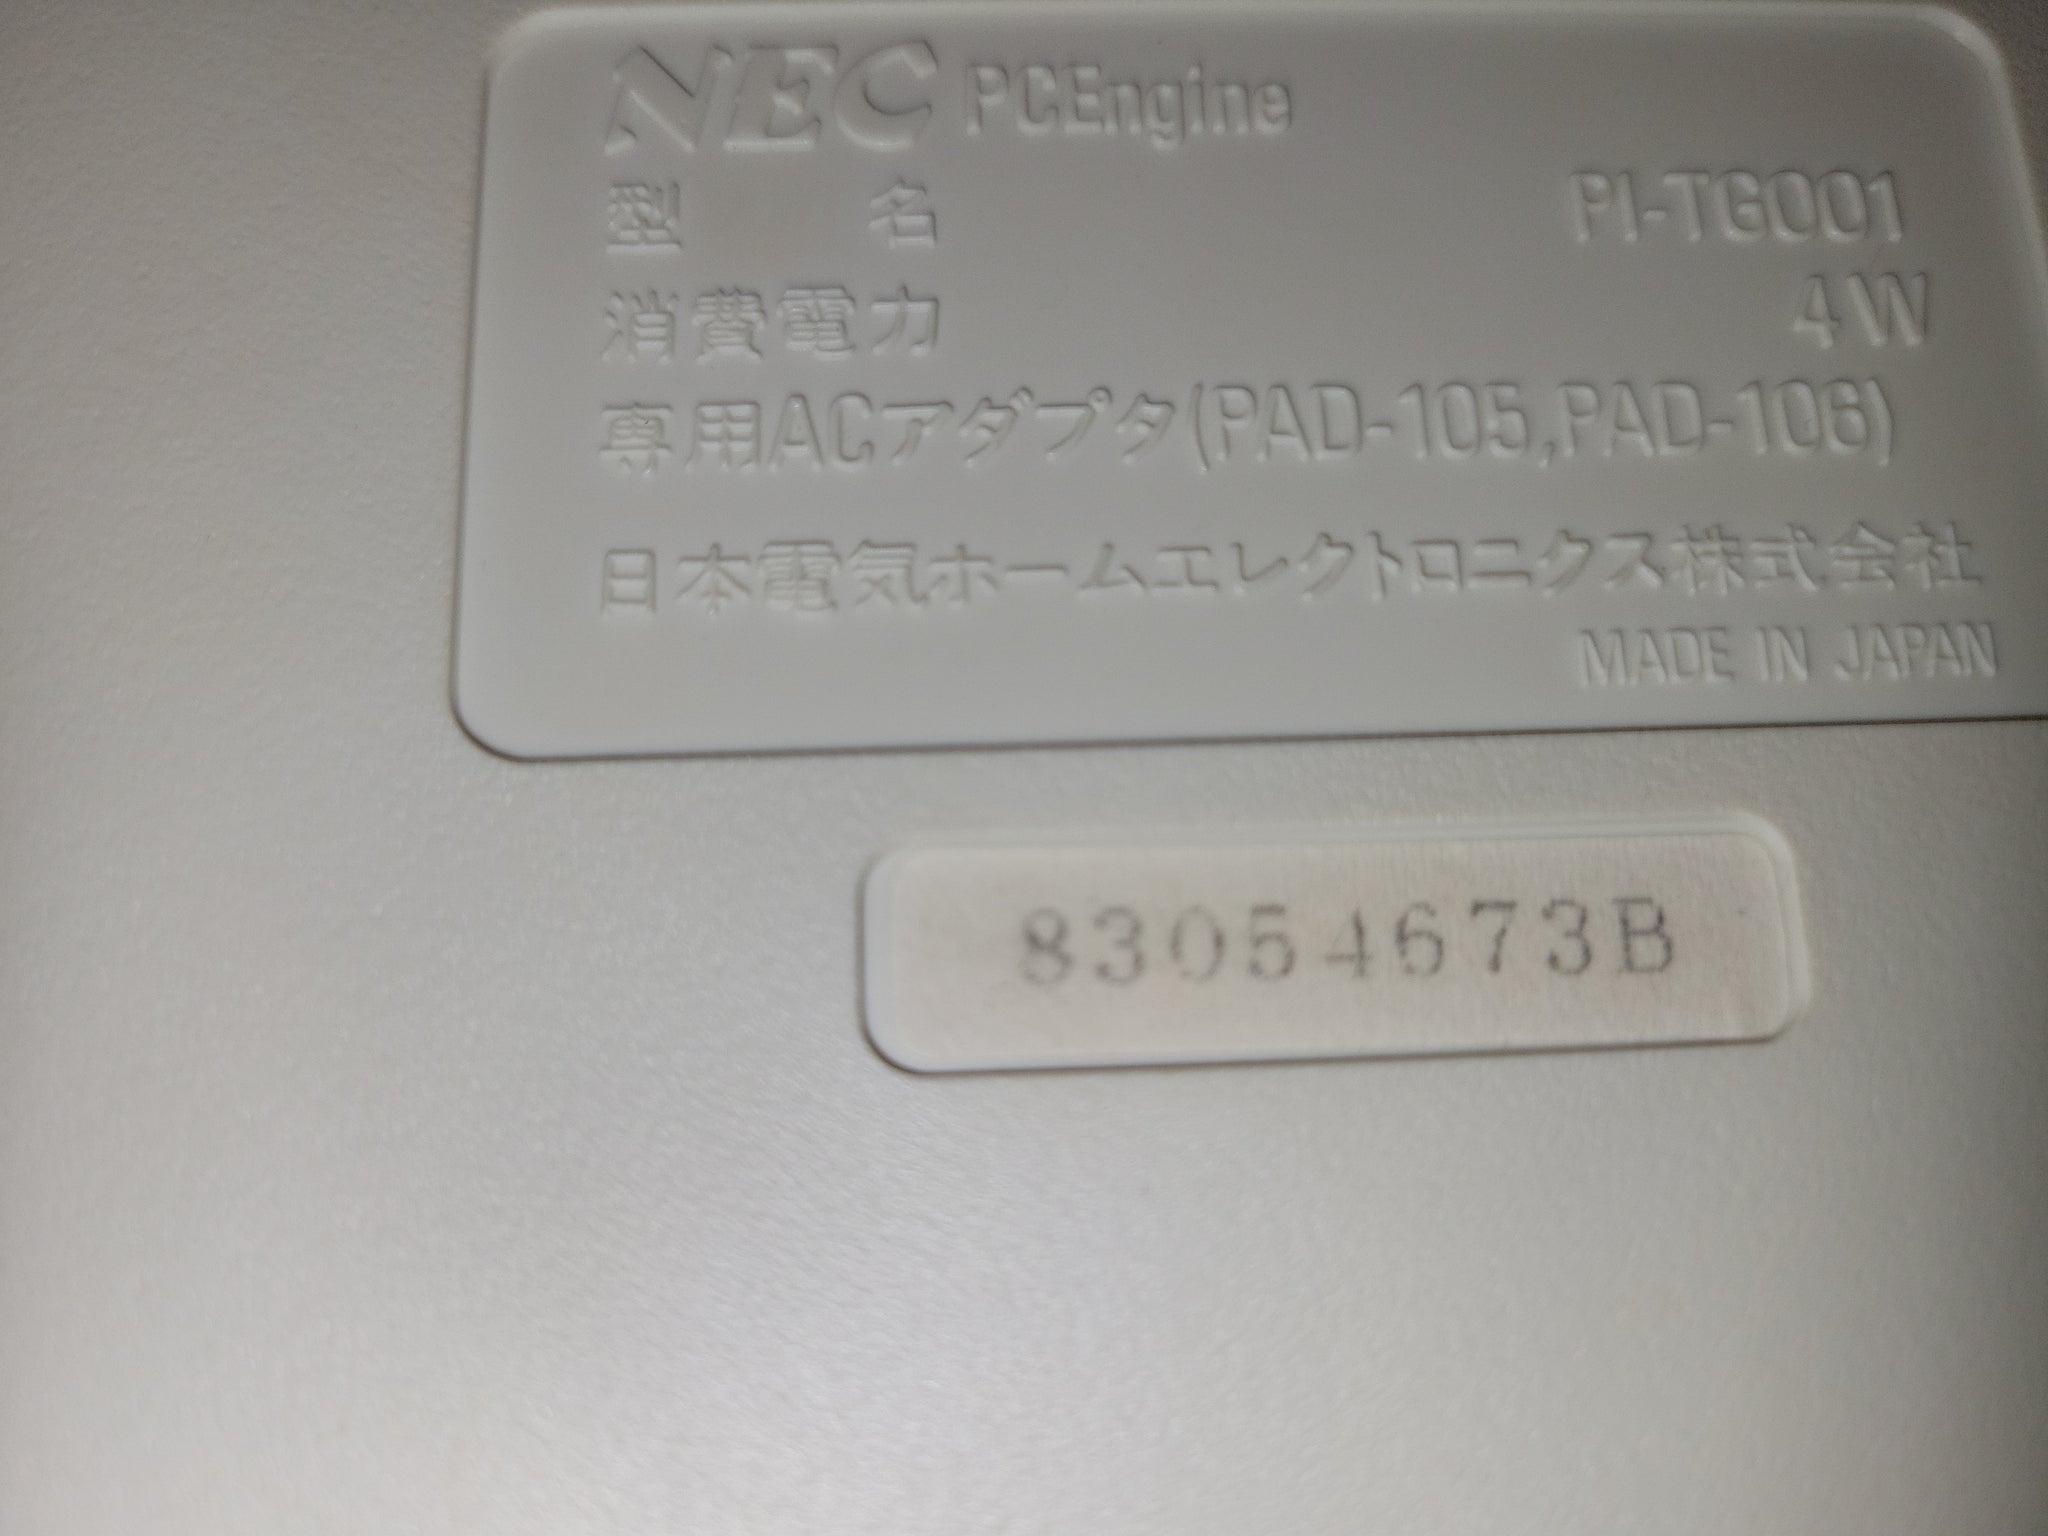 NEC PCEngine
型名 PI-TG001
消費電力 4W
専用ACアダプタ(PAD-105,PAD-106)
日本電気ホームエレクトロニクス株式会社
MADE IN JAPAN
83054673B